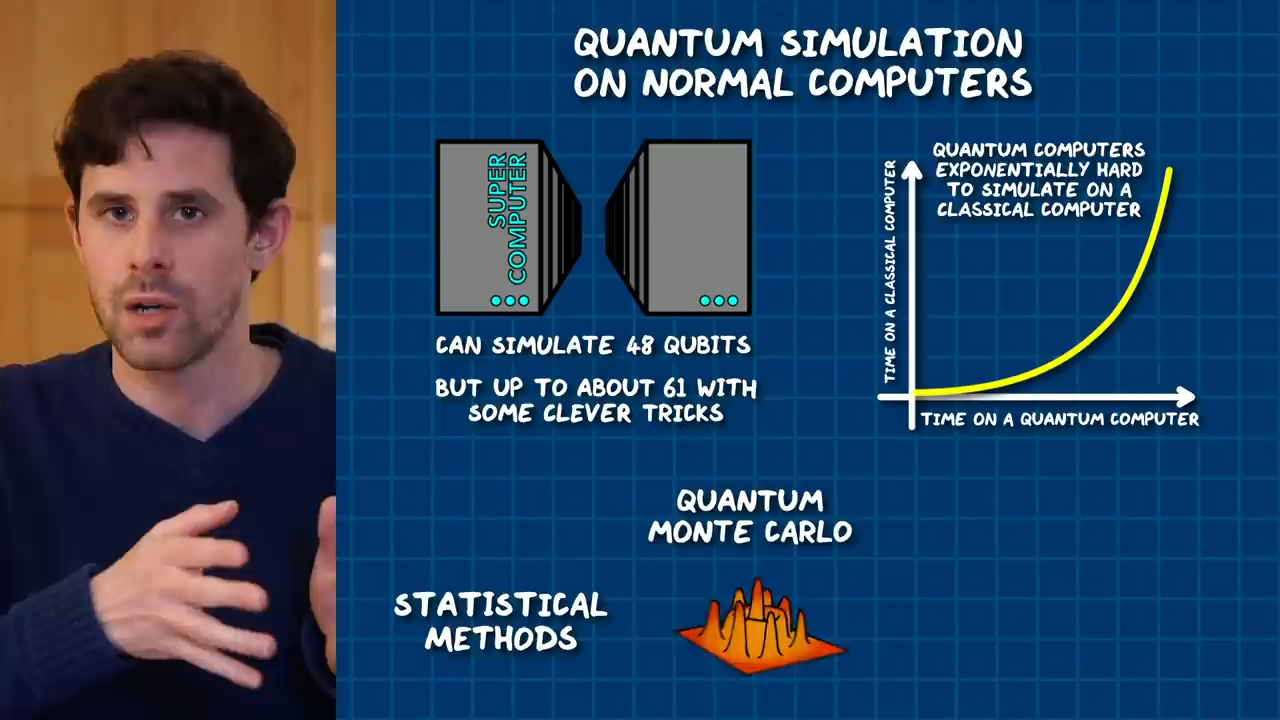 QUANTUM SIMULATION
ON NORMAL COMPUTERS
SUPER
COMPUTER
CAN SIMULATE 48 QUBITS
BUT UP TO ABOUT 61 WITH
SOME CLEVER TRICKS
TIME ON A CLASSICAL COMPUTER
QUANTUM COMPUTERS
EXPONENTIALLY HARD
TO SIMULATE ON A
CLASSICAL COMPUTER
TIME ON A QUANTUM COMPUTER
QUANTUM
MONTE CARLO
STATISTICAL
METHODS